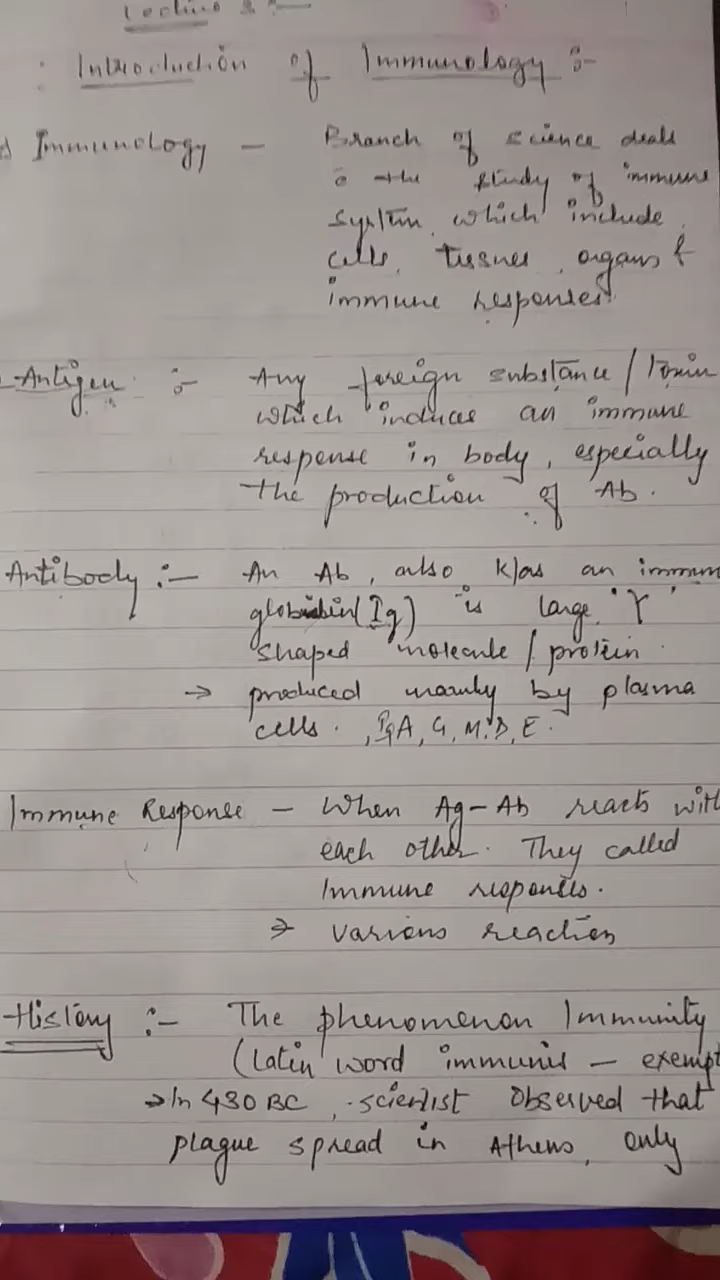 Lecture
Introduction of Immunology :-
Immunology - Branch of science deals
c the study of immune
system, which include
cells, tissues, organs &
immune responses
Antigen :- Any foreign substance / Toxin
which induces an immune
response in body, especially
the production of Ab.
Antibody :- An Ab, also k/as an immun
globulin (Ig) is large 'Y'
shaped molecule / protein.
→ produced mainly by plasma
cells. , IgA, G, M, D, E.
Immune Response - When Ag-Ab reacts with
each other. They called
Immune responses.
→ various reaction
History :- The phenomenon Immunity
(Latin word immunis - exempt
→ In 430 BC, scientist observed that
plague spread in Athens, only